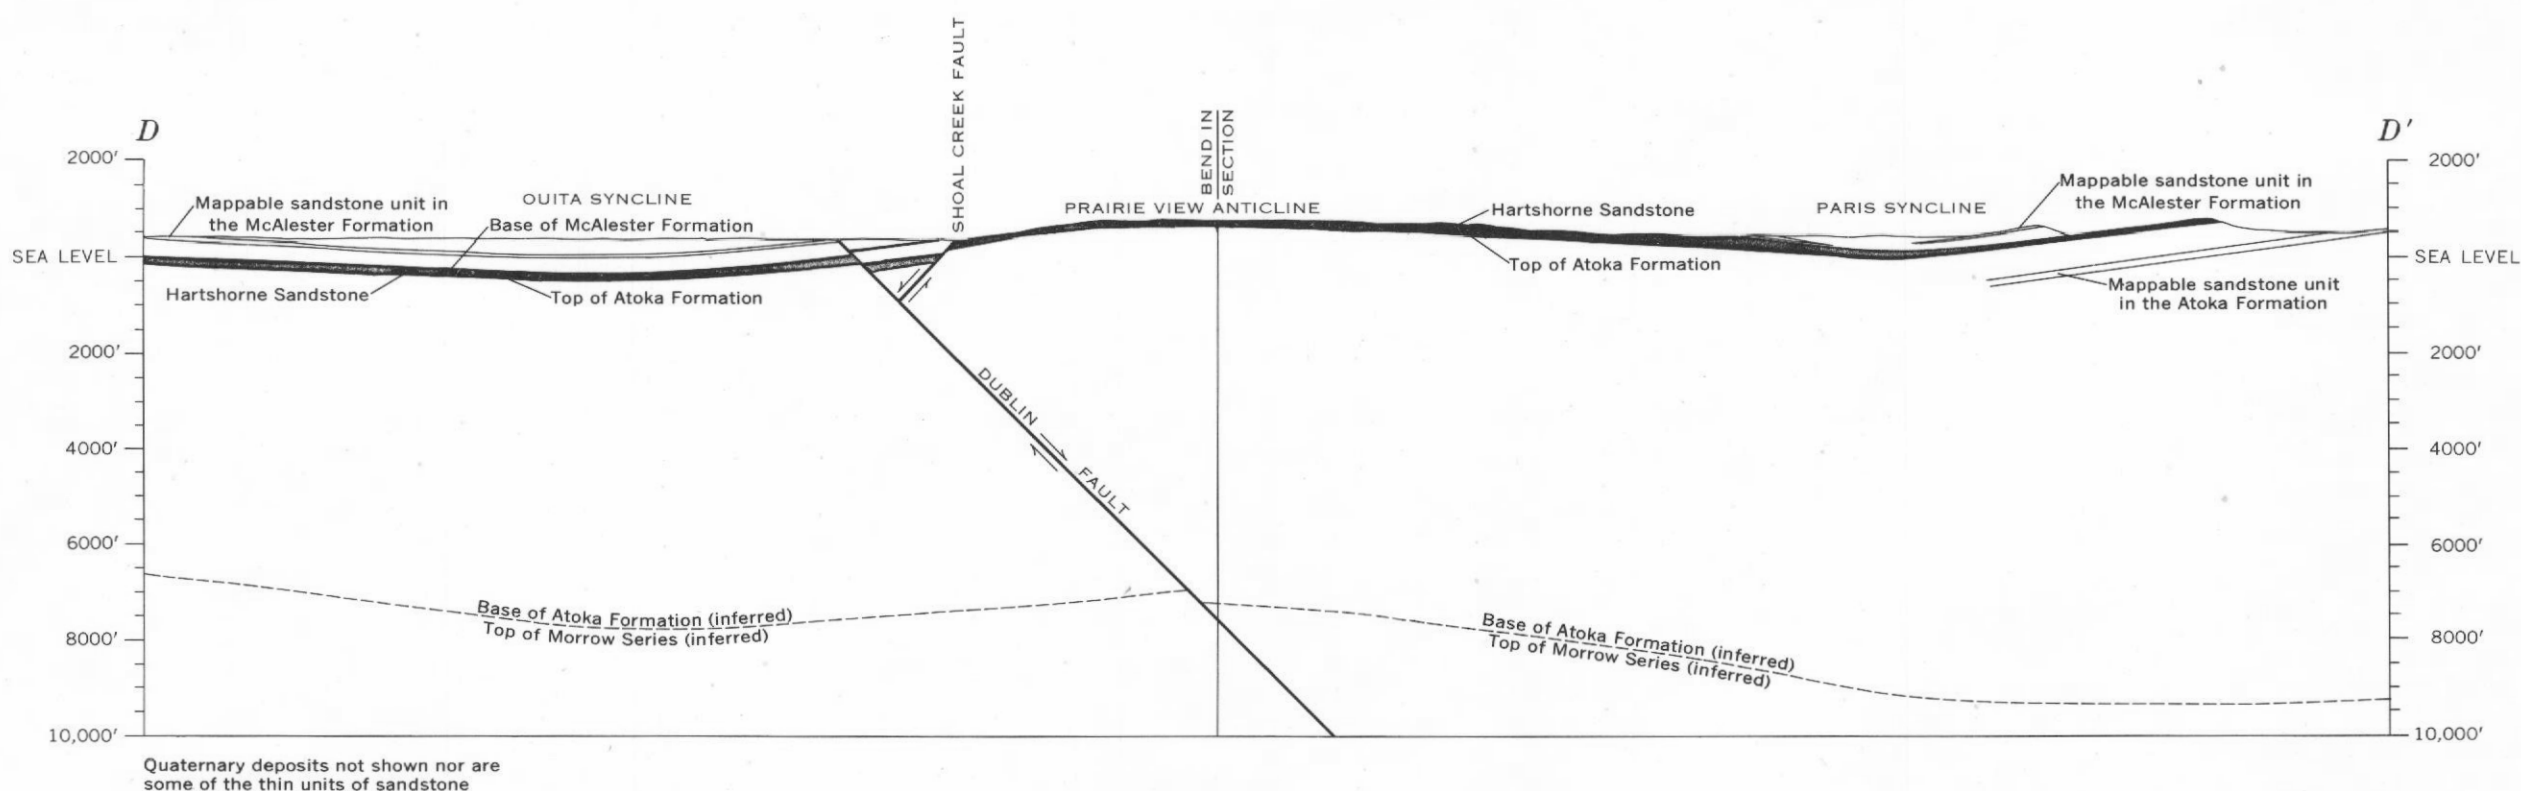 SHOAL CREEK FAULT
BEND IN
SECTION
D
D'
2000'
2000'
Mappable sandstone unit in
the McAlester Formation
OUITA SYNCLINE
Base of McAlester Formation
PRAIRIE VIEW ANTICLINE
Hartshorne Sandstone
PARIS SYNCLINE
Mappable sandstone unit in
the McAlester Formation
SEA LEVEL
SEA LEVEL
Hartshorne Sandstone
Top of Atoka Formation
Top of Atoka Formation
Mappable sandstone unit
in the Atoka Formation
2000'
2000'
DUBLIN
FAULT
4000'
4000'
6000'
6000'
Base of Atoka Formation (inferred)
Top of Morrow Series (inferred)
Base of Atoka Formation (inferred)
Top of Morrow Series (inferred)
8000'
8000'
10,000'
10,000'
Quaternary deposits not shown nor are
some of the thin units of sandstone